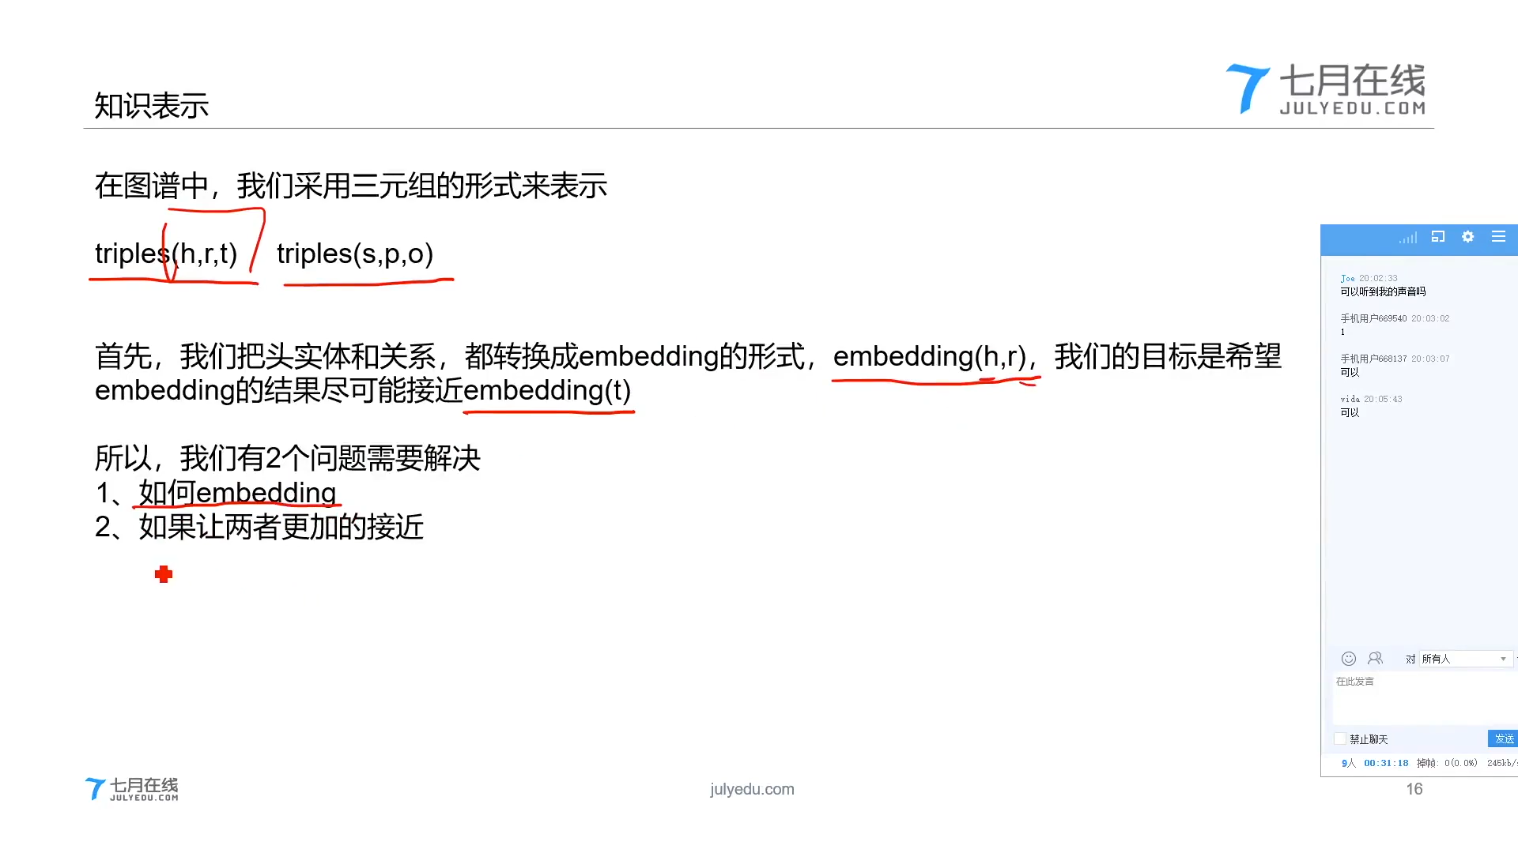 知识表示
七月在线
JULYEDU.COM
在图谱中，我们采用三元组的形式来表示
triples(h,r,t) triples(s,p,o)
首先，我们把头实体和关系，都转换成embedding的形式，embedding(h,r)，我们的目标是希望
embedding的结果尽可能接近embedding(t)
所以，我们有2个问题需要解决
1、如何embedding
2、如果让两者更加的接近
Joe 20:02:33
可以听到我的声音吗
手机用户669540 20:03:02
1
手机用户668137 20:03:07
可以
vida 20:05:43
可以
对 所有人
在此发言
禁止聊天
发送
9人 00:31:18 掉帧: 0(0.0%) 245kb/
七月在线
JULYEDU.COM
julyedu.com
16